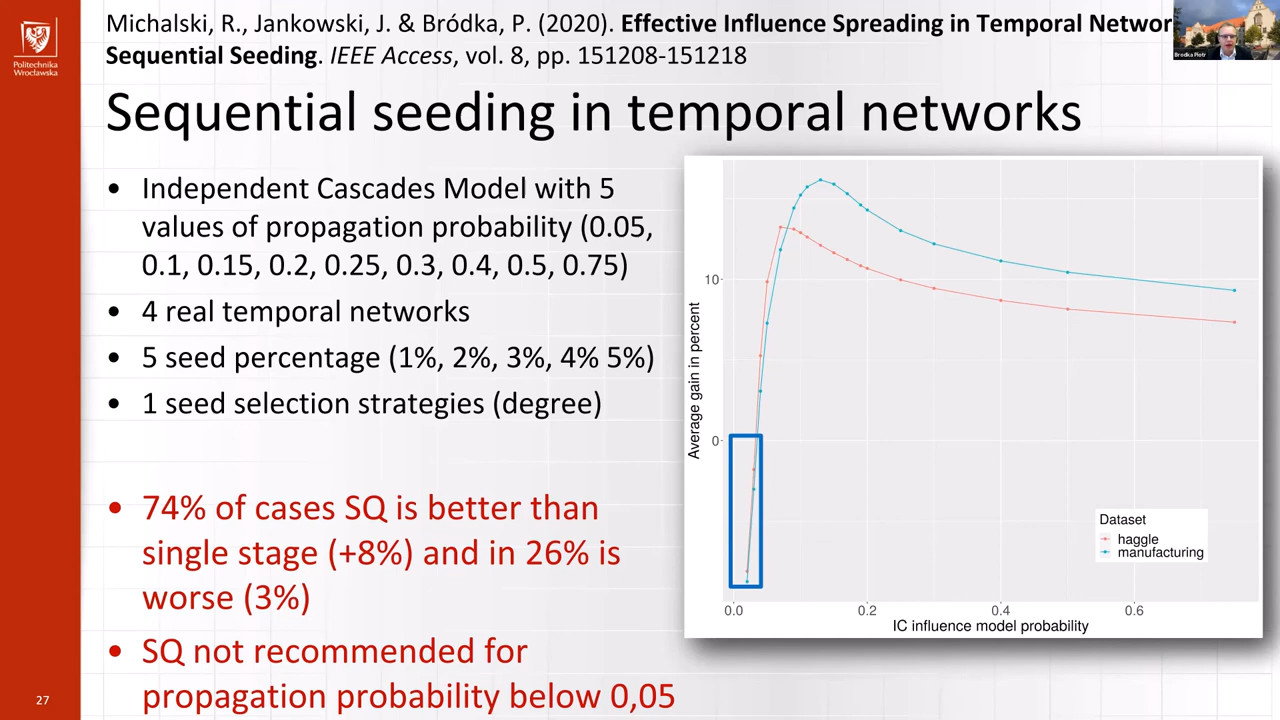 Politechnika
Wrocławska
Michalski, R., Jankowski, J. & Bródka, P. (2020). Effective Influence Spreading in Temporal Networ
Sequential Seeding. IEEE Access, vol. 8, pp. 151208-151218
Brodka Piotr
Sequential seeding in temporal networks
• Independent Cascades Model with 5
values of propagation probability (0.05,
0.1, 0.15, 0.2, 0.25, 0.3, 0.4, 0.5, 0.75)
• 4 real temporal networks
• 5 seed percentage (1%, 2%, 3%, 4% 5%)
• 1 seed selection strategies (degree)
• 74% of cases SQ is better than
single stage (+8%) and in 26% is
worse (3%)
• SQ not recommended for
propagation probability below 0,05
Average gain in percent
10
0
Dataset
haggle
manufacturing
0.0 0.2 0.4 0.6
IC influence model probability
27